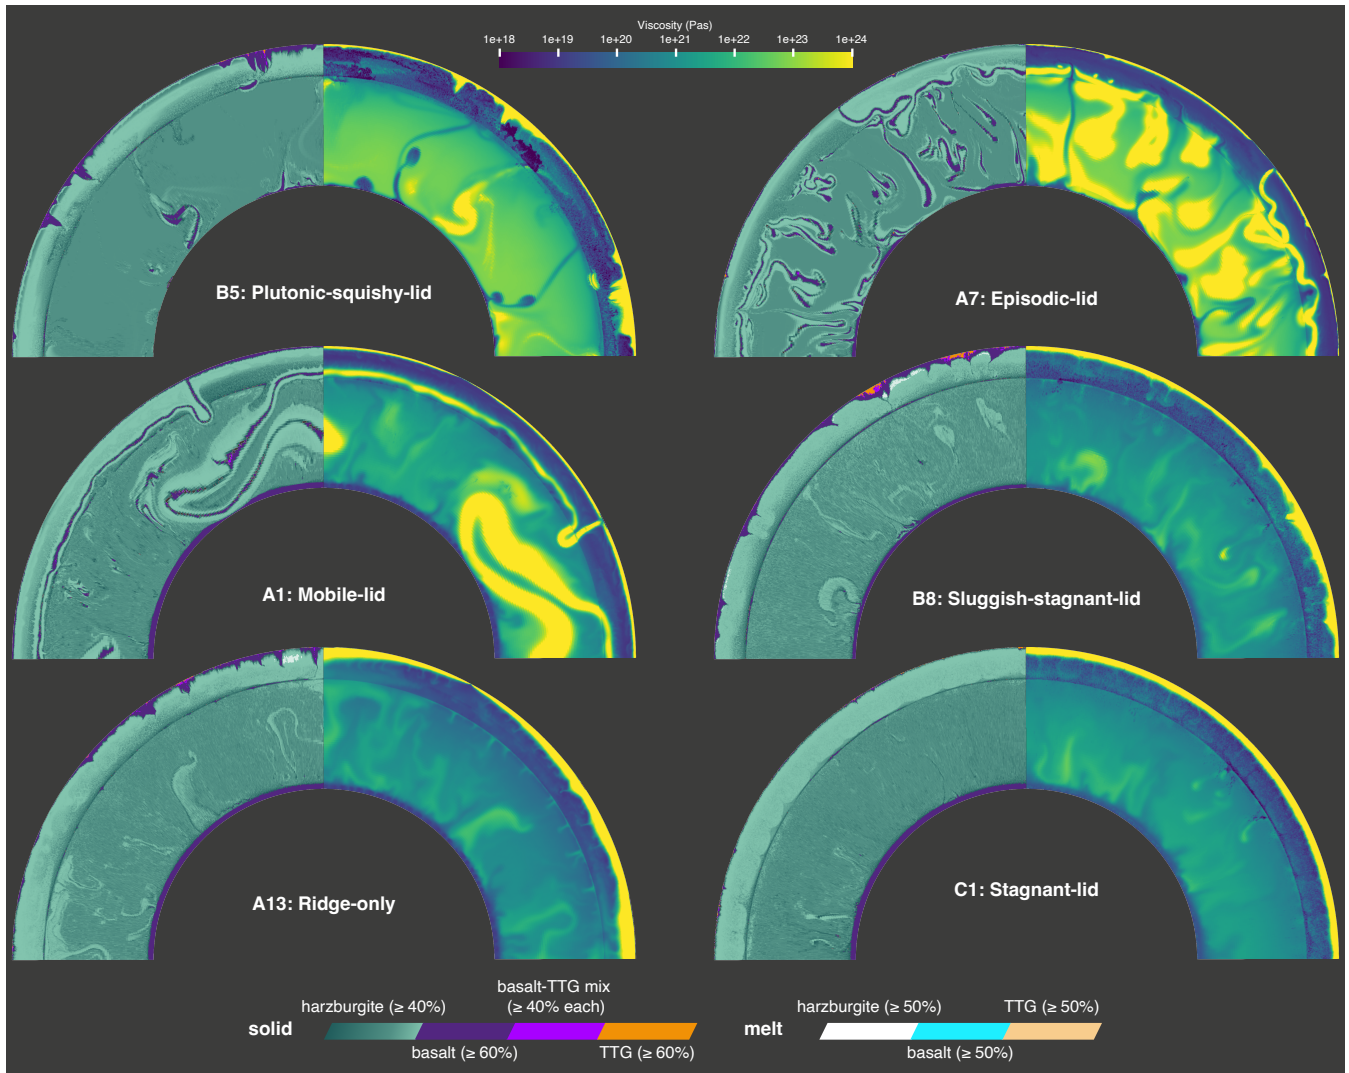 Viscosity (Pas)
1e+18 1e+19 1e+20 1e+21 1e+22 1e+23 1e+24
B5: Plutonic-squishy-lid
A7: Episodic-lid
A1: Mobile-lid
B8: Sluggish-stagnant-lid
A13: Ridge-only
C1: Stagnant-lid
basalt-TTG mix
harzburgite (≥ 40%) (≥ 40% each)
solid
basalt (≥ 60%) TTG (≥ 60%)
harzburgite (≥ 50%) TTG (≥ 50%)
melt
basalt (≥ 50%)